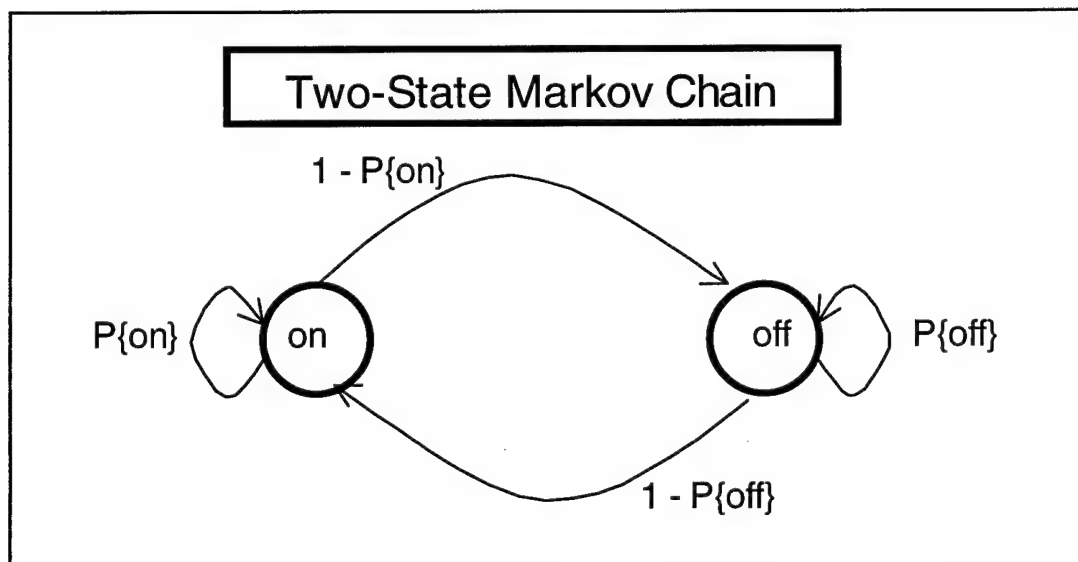 Two-State Markov Chain
1 - P{on}
P{on}
on
off
P{off}
1 - P{off}